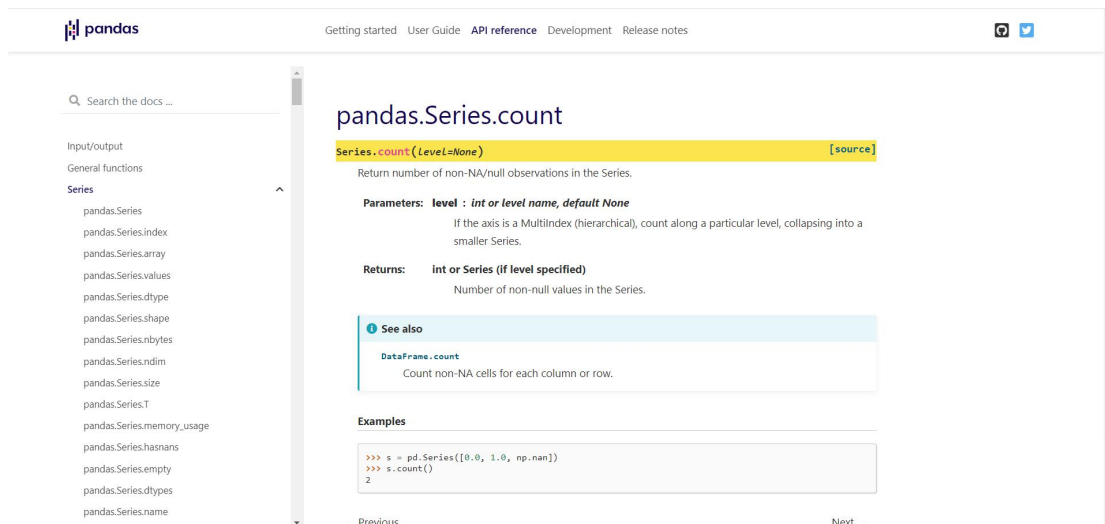 pandas
Getting started User Guide API reference Development Release notes
Search the docs ...
Input/output
General functions
Series
pandas.Series
pandas.Series.index
pandas.Series.array
pandas.Series.values
pandas.Series.dtype
pandas.Series.shape
pandas.Series.nbytes
pandas.Series.ndim
pandas.Series.size
pandas.Series.T
pandas.Series.memory_usage
pandas.Series.hasnans
pandas.Series.empty
pandas.Series.dtypes
pandas.Series.name
pandas.Series.count
Series.count(level=None) [source]
Return number of non-NA/null observations in the Series.
Parameters: level : int or level name, default None
If the axis is a MultiIndex (hierarchical), count along a particular level, collapsing into a
smaller Series.
Returns: int or Series (if level specified)
Number of non-null values in the Series.
See also
DataFrame.count
Count non-NA cells for each column or row.
Examples
>>> s = pd.Series([0.0, 1.0, np.nan])
>>> s.count()
2
Previous Next